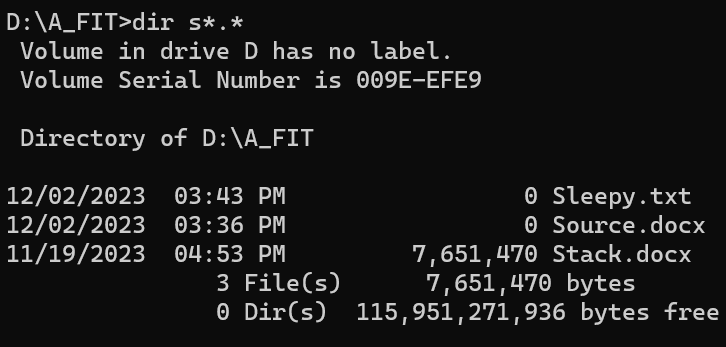 D:\A_FIT>dir s*.*
Volume in drive D has no label.
Volume Serial Number is 009E-EFE9
Directory of D:\A_FIT
12/02/2023  03:43 PM                 0 Sleepy.txt
12/02/2023  03:36 PM                 0 Source.docx
11/19/2023  04:53 PM         7,651,470 Stack.docx
3 File(s)      7,651,470 bytes
0 Dir(s)  115,951,271,936 bytes free